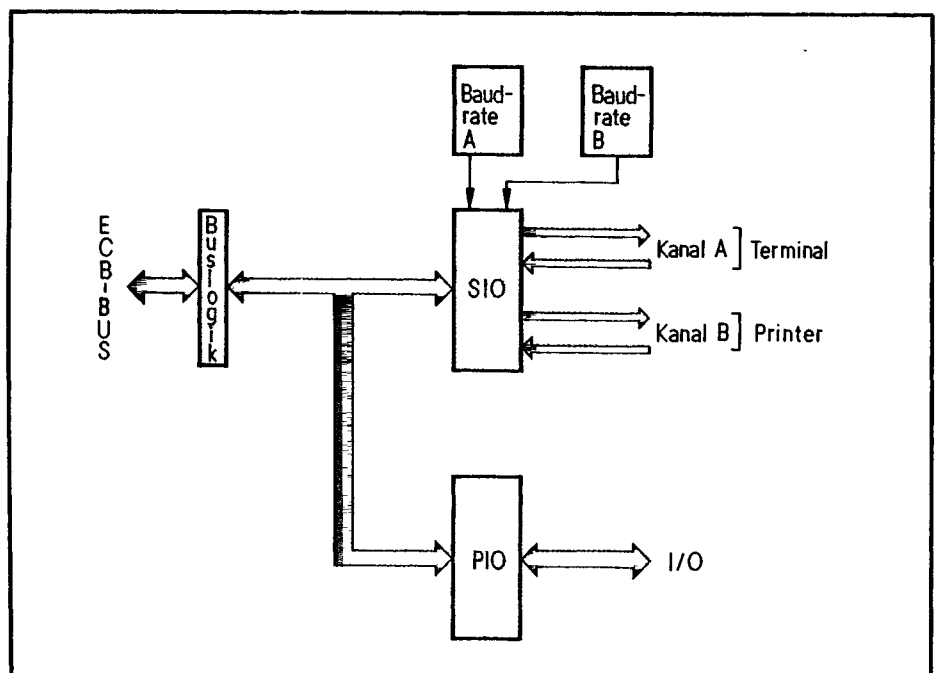 Baud-
rate
A
Baud-
rate
B
ECB-BUS
Buslogik
SIO
Kanal A] Terminal
Kanal B] Printer
PIO
I/O